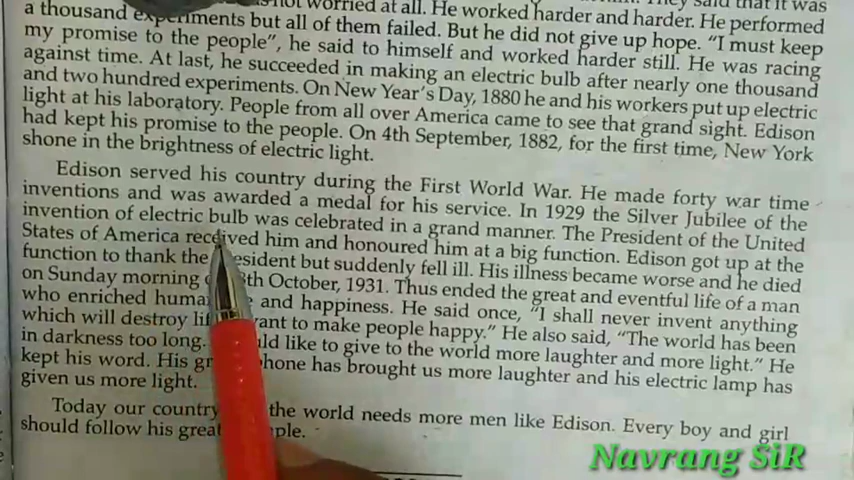 not worried at all. He worked harder and harder. He performed
a thousand experiments but all of them failed. But he did not give up hope. "I must keep
my promise to the people", he said to himself and worked harder still. He was racing
against time. At last, he succeeded in making an electric bulb after nearly one thousand
and two hundred experiments. On New Year's Day, 1880 he and his workers put up electric
light at his laboratory. People from all over America came to see that grand sight. Edison
had kept his promise to the people. On 4th September, 1882, for the first time, New York
shone in the brightness of electric light.
Edison served his country during the First World War. He made forty war time
inventions and was awarded a medal for his service. In 1929 the Silver Jubilee of the
invention of electric bulb was celebrated in a grand manner. The President of the United
States of America received him and honoured him at a big function. Edison got up at the
function to thank the President but suddenly fell ill. His illness became worse and he died
on Sunday morning October, 1931. Thus ended the great and eventful life of a man
who enriched human and happiness. He said once, "I shall never invent anything
which will destroy want to make people happy." He also said, "The world has been
in darkness too long. like to give to the world more laughter and more light." He
kept his word. His has brought us more laughter and his electric lamp has
given us more light.
Today our country the world needs more men like Edison. Every boy and girl
should follow his great
Navrang SiR